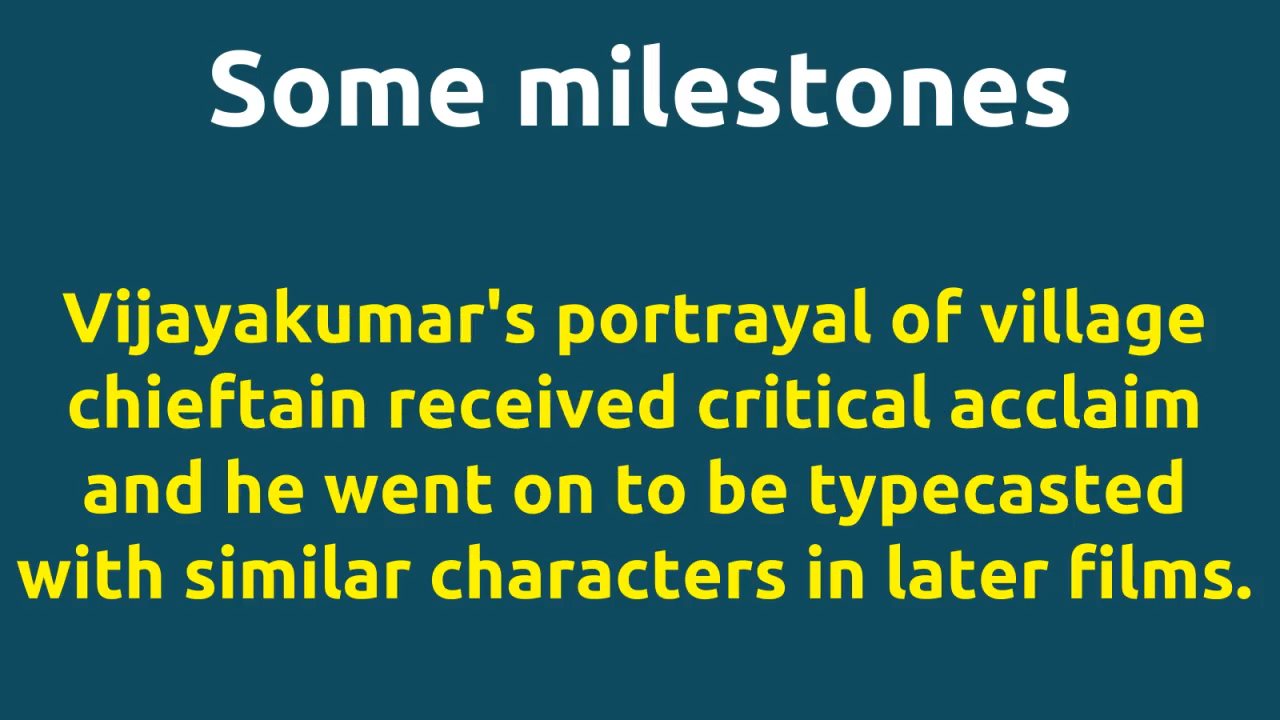 Some milestones
Vijayakumar's portrayal of village
chieftain received critical acclaim
and he went on to be typecasted
with similar characters in later films.